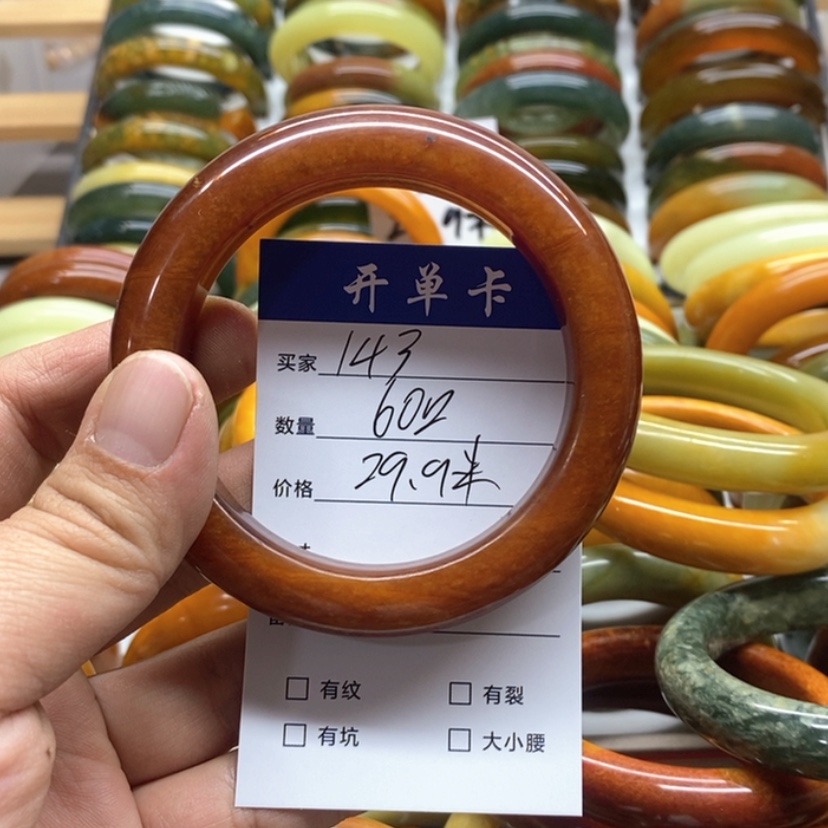 开单卡
买家 143
数量 602
价格 29.9米
有纹 有裂
有坑 大小腰